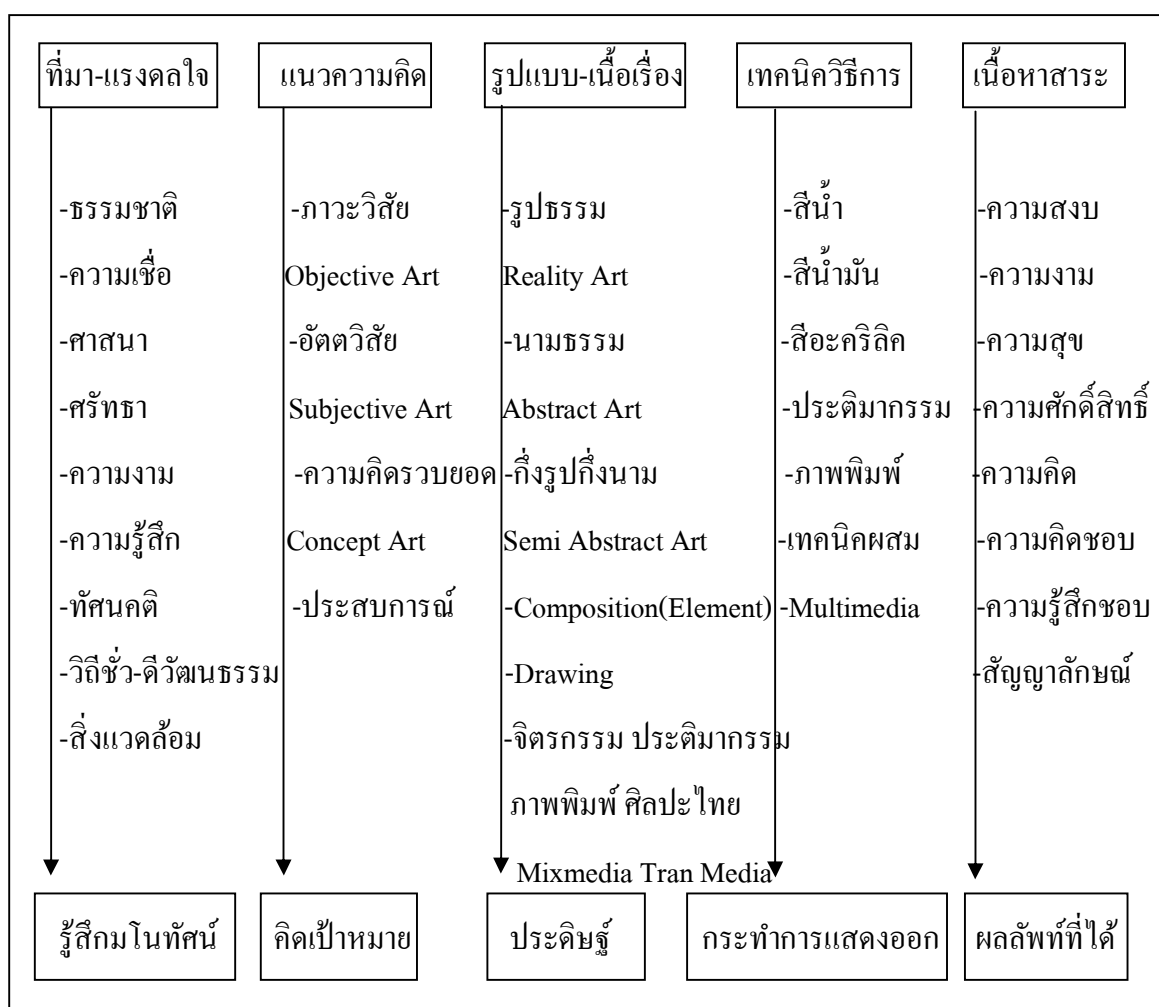 ที่มา-แรงดลใจ
-ธรรมชาติ
-ความเชื่อ
-ศาสนา
-ศรัทธา
-ความงาม
-ความรู้สึก
-ทัศนคติ
-วิถีชั่ว-ดีวัฒนธรรม
-สิ่งแวดล้อม
รู้สึกมโนทัศน์
แนวความคิด
-ภาวะวิสัย
Objective Art
-อัตตวิสัย
Subjective Art
-ความคิดรวบยอด
Concept Art
-ประสบการณ์
คิดเป้าหมาย
รูปแบบ-เนื้อเรื่อง
-รูปธรรม
Reality Art
-นามธรรม
Abstract Art
-กึ่งรูปกึ่งนาม
Semi Abstract Art
-Composition(Element)
-Drawing
-จิตรกรรม ประติมากรรม
ภาพพิมพ์ ศิลปะไทย
Mixmedia Tran Media
ประดิษฐ์
เทคนิควิธีการ
-สีน้ำ
-สีน้ำมัน
-สีอะคริลิค
-ประติมากรรม
-ภาพพิมพ์
-เทคนิคผสม
-Multimedia
กระทำการแสดงออก
เนื้อหาสาระ
-ความสงบ
-ความงาม
-ความสุข
-ความศักดิ์สิทธิ์
-ความคิด
-ความคิดชอบ
-ความรู้สึกชอบ
-สัญญาลักษณ์
ผลลัพท์ที่ได้